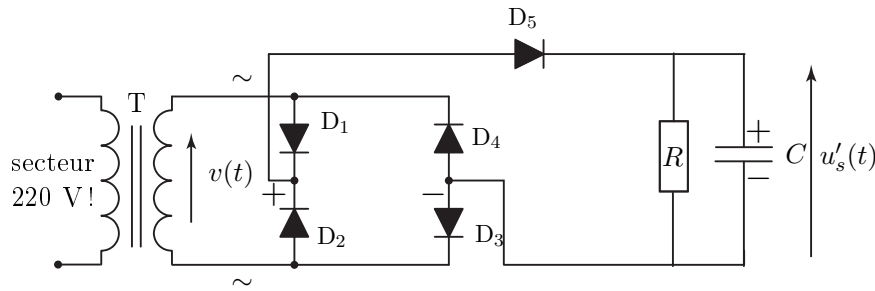 D5
∼
T
D1
D4
secteur
220 V!
v(t)
+
−
R
+
−
C
u's(t)
D2
D3
∼